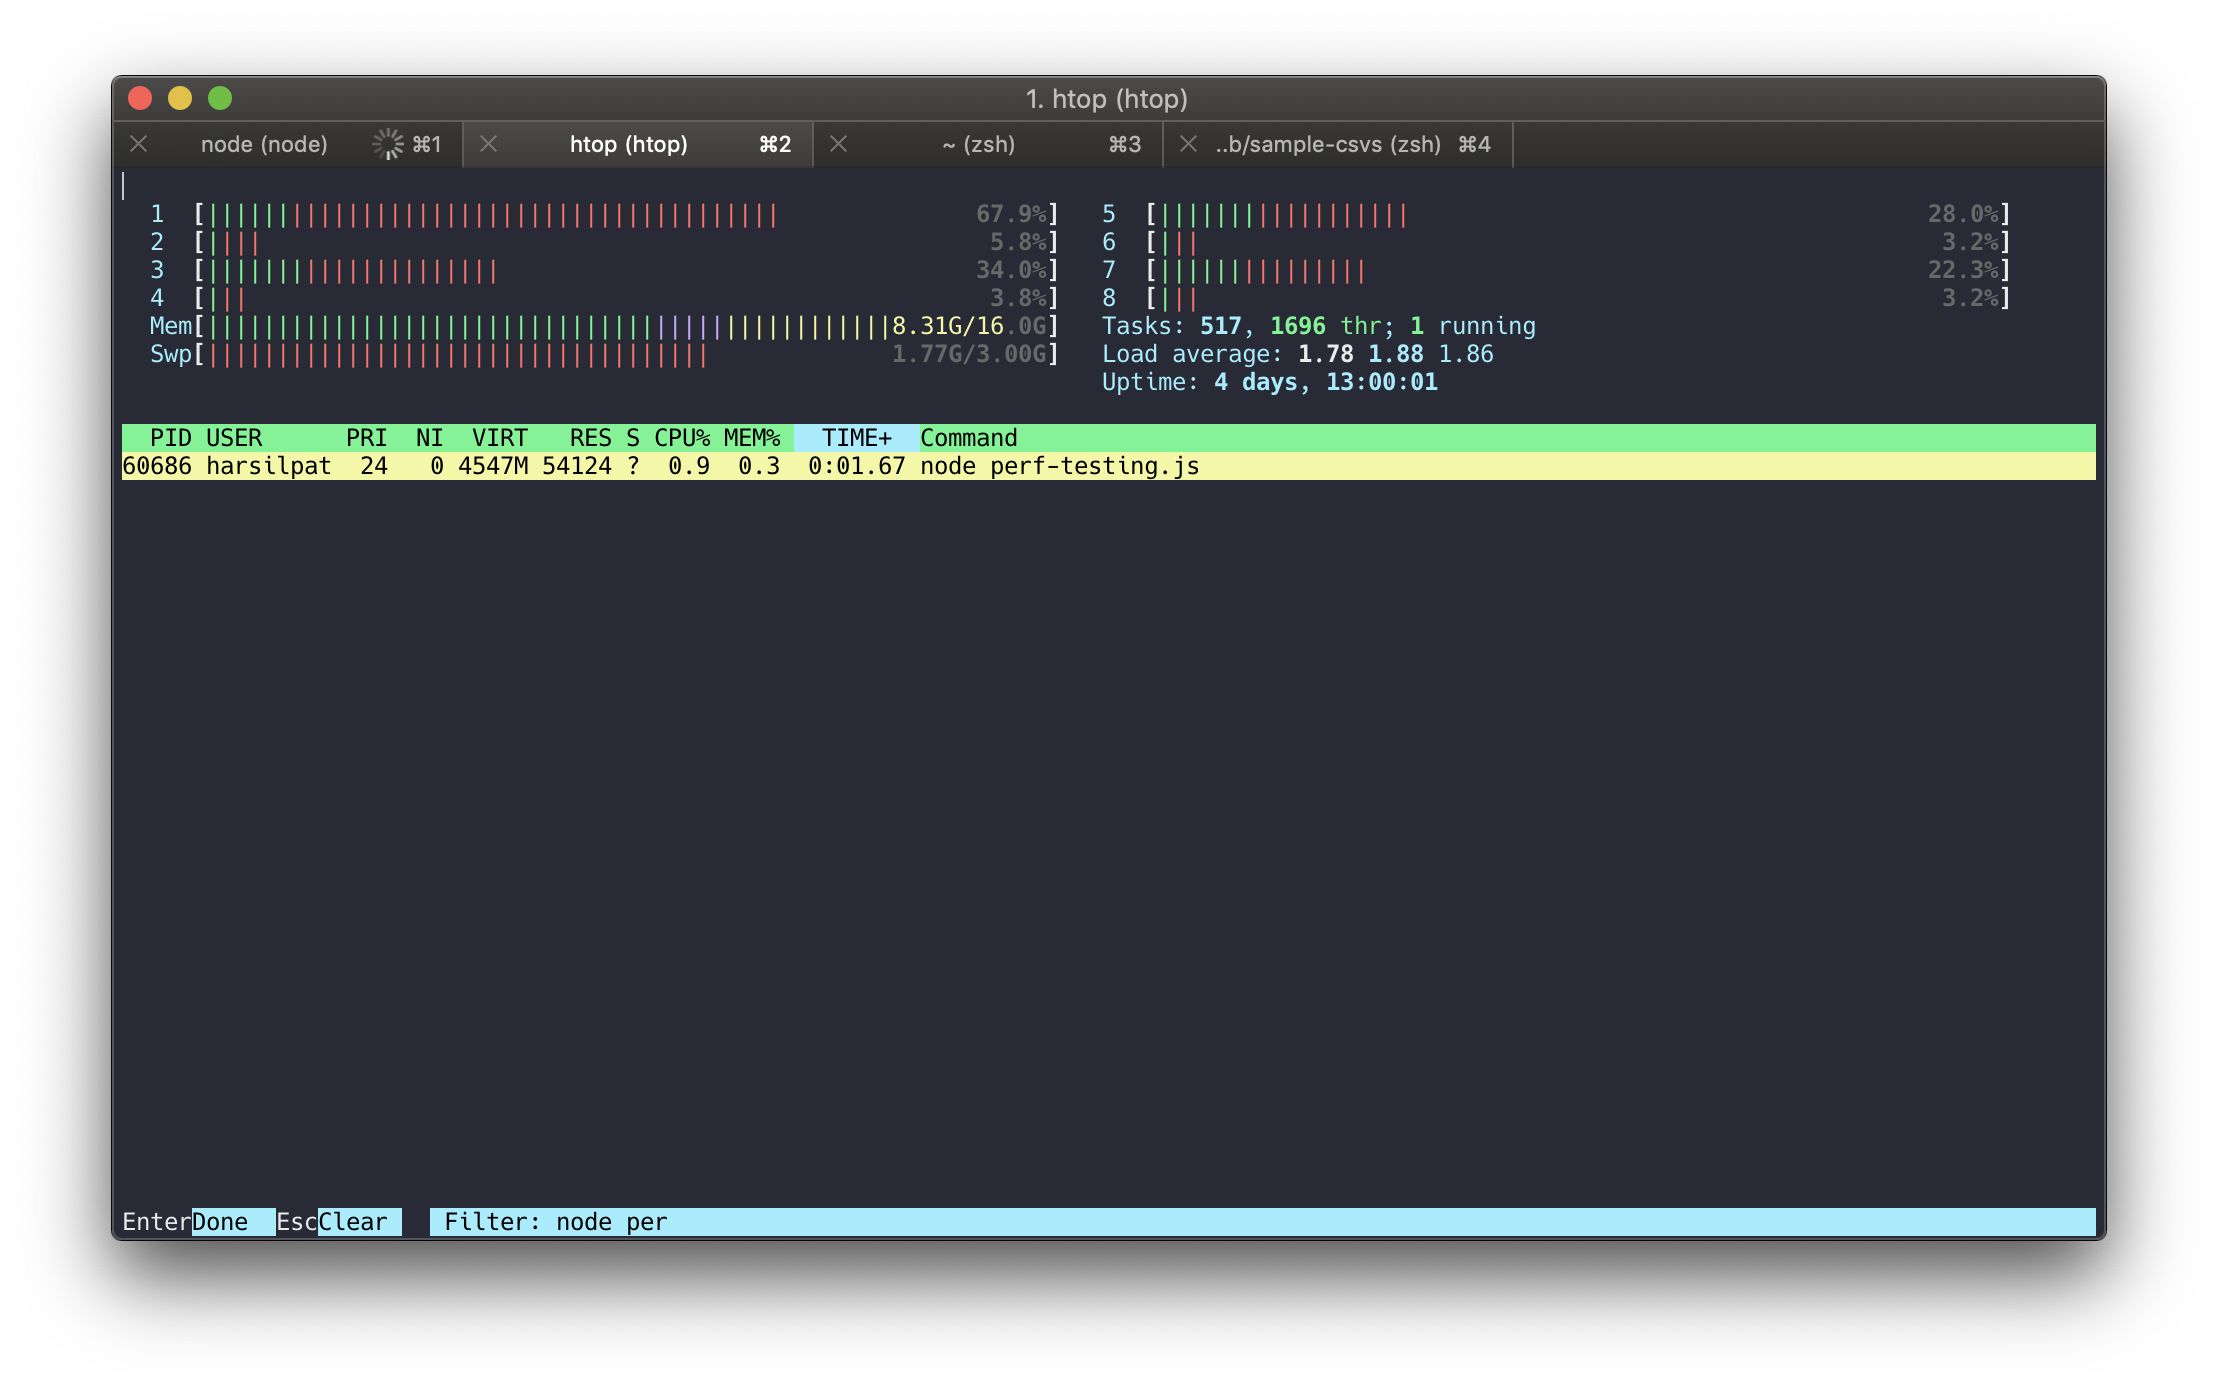 1. htop (htop)
node (node) ⌘1 htop (htop) ⌘2 ~ (zsh) ⌘3 ..b/sample-csvs (zsh) ⌘4
1 [||||||||||||||||||||||||||||||||||||||||| 67.9%] 5 [|||||||||||||||||| 28.0%]
2 [|||| 5.8%] 6 [||| 3.2%]
3 [||||||||||||||||||||| 34.0%] 7 [||||||||||||||| 22.3%]
4 [||| 3.8%] 8 [||| 3.2%]
Mem[|||||||||||||||||||||||||||||||||||||||||||||||||8.31G/16.0G] Tasks: 517, 1696 thr; 1 running
Swp[|||||||||||||||||||||||||||||||||||| 1.77G/3.00G] Load average: 1.78 1.88 1.86
Uptime: 4 days, 13:00:01
PID USER PRI NI VIRT RES S CPU% MEM% TIME+ Command
60686 harsilpat 24 0 4547M 54124 ? 0.9 0.3 0:01.67 node perf-testing.js
EnterDone EscClear Filter: node per